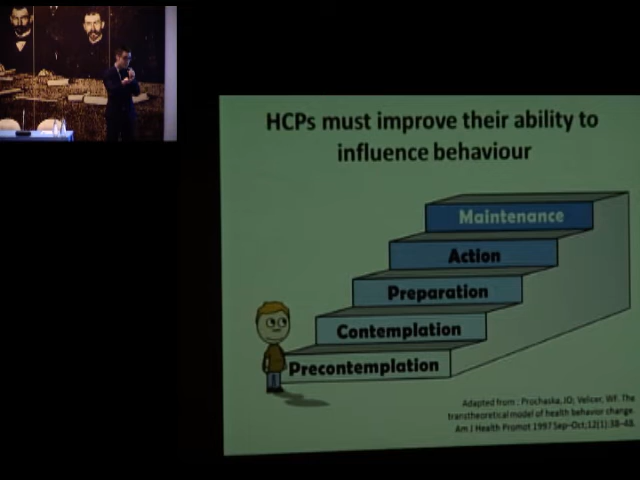 HCPs must improve their ability to
influence behaviour
Maintenance
Action
Preparation
Contemplation
Precontemplation
Adapted from : Prochaska, JO; Velicer, WF. The
transtheoretical model of health behavior change.
Am J Health Promot 1997 Sep-Oct;12(1):38-48.